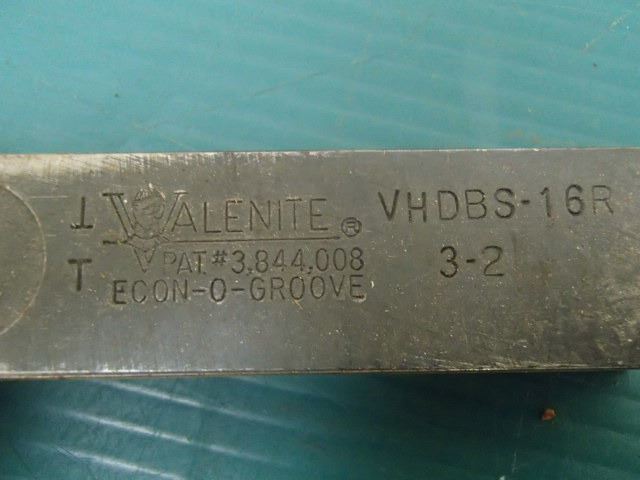 VALENITE ® VHDBS-16R
PAT. #3,844,008 3-2
ECON-O-GROOVE
T
T